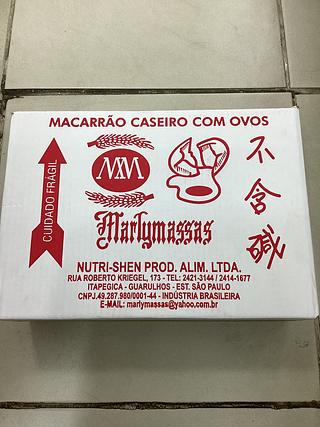 MACARRÃO CASEIRO COM OVOS
CUIDADO FRÁGIL
MM
不含碱
Marlymassas
NUTRI-SHEN PROD. ALIM. LTDA.
RUA ROBERTO KRIEGEL, 173 - TEL: 2421-3144 / 2414-1677
ITAPEGICA - GUARULHOS - EST. SÃO PAULO
CNPJ.49.287.980/0001-44 - INDÚSTRIA BRASILEIRA
E-MAIL: marlymassas@yahoo.com.br